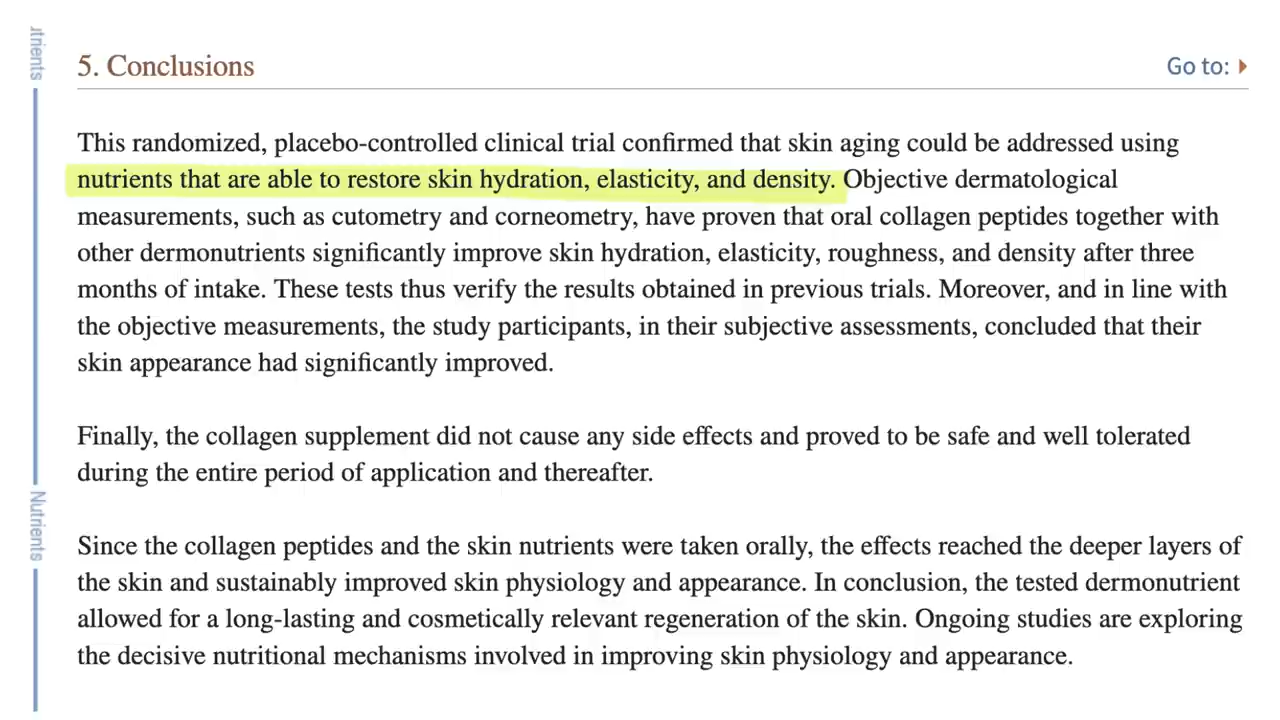 utrients
5. Conclusions
Go to:
This randomized, placebo-controlled clinical trial confirmed that skin aging could be addressed using
nutrients that are able to restore skin hydration, elasticity, and density. Objective dermatological
measurements, such as cutometry and corneometry, have proven that oral collagen peptides together with
other dermonutrients significantly improve skin hydration, elasticity, roughness, and density after three
months of intake. These tests thus verify the results obtained in previous trials. Moreover, and in line with
the objective measurements, the study participants, in their subjective assessments, concluded that their
skin appearance had significantly improved.
Finally, the collagen supplement did not cause any side effects and proved to be safe and well tolerated
during the entire period of application and thereafter.
Nutrients
Since the collagen peptides and the skin nutrients were taken orally, the effects reached the deeper layers of
the skin and sustainably improved skin physiology and appearance. In conclusion, the tested dermonutrient
allowed for a long-lasting and cosmetically relevant regeneration of the skin. Ongoing studies are exploring
the decisive nutritional mechanisms involved in improving skin physiology and appearance.